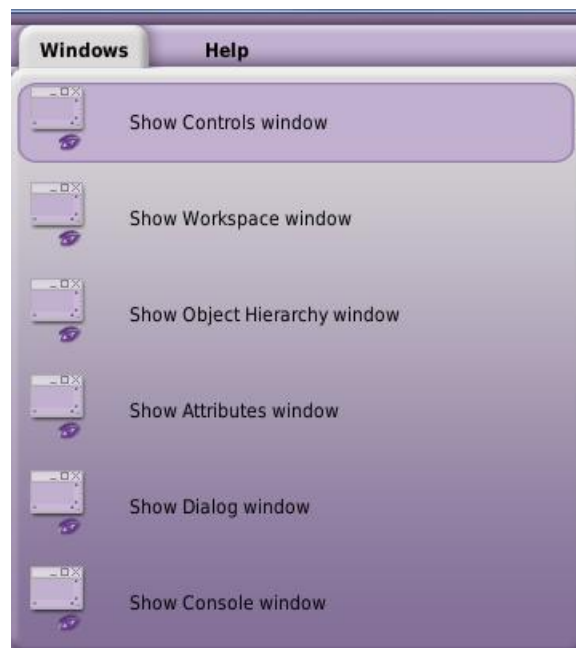 Windows Help
Show Controls window
Show Workspace window
Show Object Hierarchy window
Show Attributes window
Show Dialog window
Show Console window